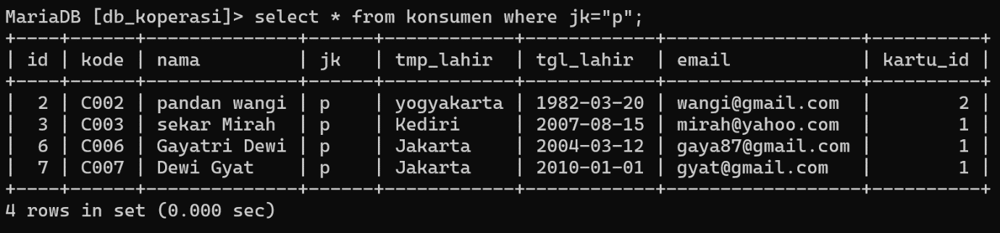 MariaDB [db_koperasi]> select * from konsumen where jk="p";
+----+------+--------------+------+------------+------------+------------------+----------+
| id | kode | nama         | jk   | tmp_lahir  | tgl_lahir  | email            | kartu_id |
+----+------+--------------+------+------------+------------+------------------+----------+
|  2 | C002 | pandan wangi | p    | yogyakarta | 1982-03-20 | wangi@gmail.com  |        2 |
|  3 | C003 | sekar Mirah  | p    | Kediri     | 2007-08-15 | mirah@yahoo.com  |        1 |
|  6 | C006 | Gayatri Dewi | p    | Jakarta    | 2004-03-12 | gaya87@gmail.com |        1 |
|  7 | C007 | Dewi Gyat    | p    | Jakarta    | 2010-01-01 | gyat@gmail.com   |        1 |
+----+------+--------------+------+------------+------------+------------------+----------+
4 rows in set (0.000 sec)